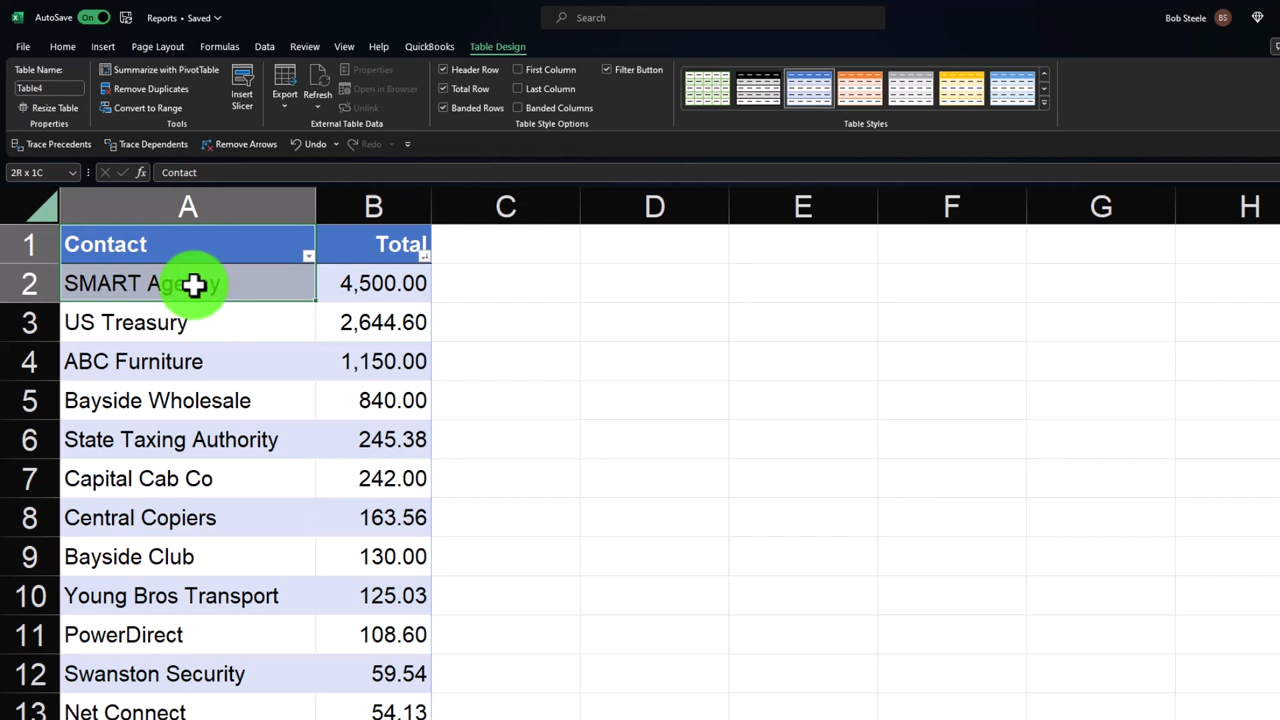 AutoSave On Reports • Saved Search Bob Steele BS
File Home Insert Page Layout Formulas Data Review View Help QuickBooks Table Design
Table Name:
Table4
Resize Table
Properties
Summarize with PivotTable
Remove Duplicates
Convert to Range
Tools
Insert
Slicer
Export
Refresh
Properties
Open in Browser
Unlink
External Table Data
Header Row First Column Filter Button
Total Row Last Column
Banded Rows Banded Columns
Table Style Options
Table Styles
Trace Precedents Trace Dependents Remove Arrows Undo Redo
2R x 1C fx Contact
A B C D E F G H
1 Contact Total
2 SMART Agency 4,500.00
3 US Treasury 2,644.60
4 ABC Furniture 1,150.00
5 Bayside Wholesale 840.00
6 State Taxing Authority 245.38
7 Capital Cab Co 242.00
8 Central Copiers 163.56
9 Bayside Club 130.00
10 Young Bros Transport 125.03
11 PowerDirect 108.60
12 Swanston Security 59.54
13 Net Connect 54.13